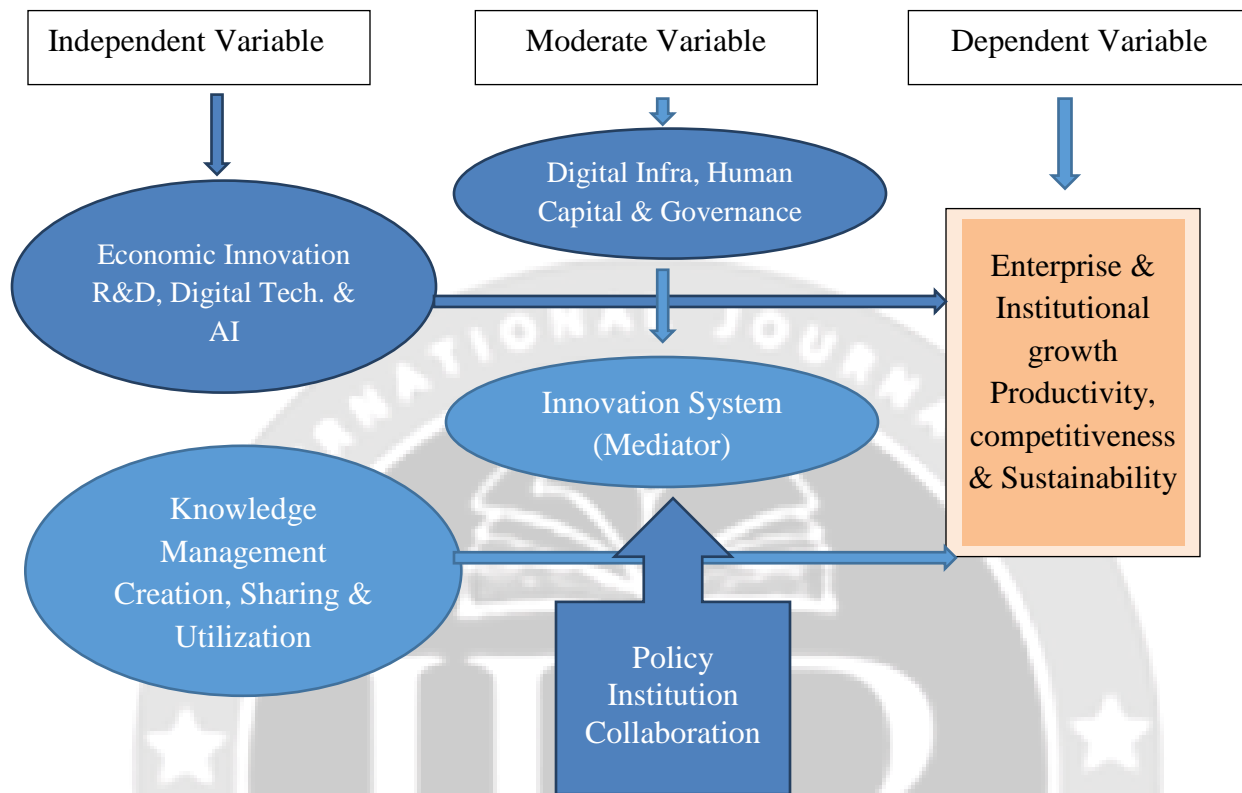 Independent Variable
Moderate Variable
Dependent Variable
Digital Infra, Human
Capital & Governance
Economic Innovation
R&D, Digital Tech. &
AI
Enterprise &
Institutional
growth
Productivity,
competitiveness
& Sustainability
Innovation System
(Mediator)
Knowledge
Management
Creation, Sharing &
Utilization
Policy
Institution
Collaboration